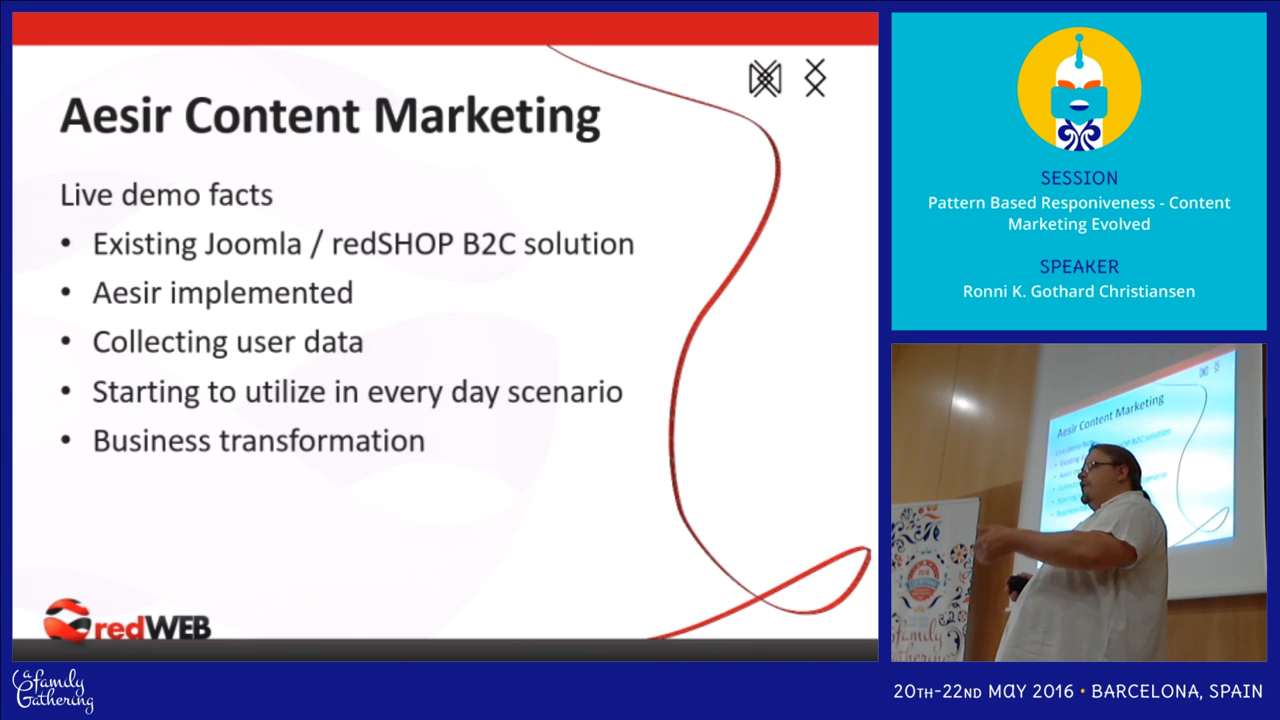 Aesir Content Marketing
Live demo facts
• Existing Joomla / redSHOP B2C solution
• Aesir implemented
• Collecting user data
• Starting to utilize in every day scenario
• Business transformation
redWEB
SESSION
Pattern Based Responiveness - Content
Marketing Evolved
SPEAKER
Ronni K. Gothard Christiansen
Aesir Content Marketing
a family
Gathering
20TH-22ND MAY 2016 • BARCELONA, SPAIN